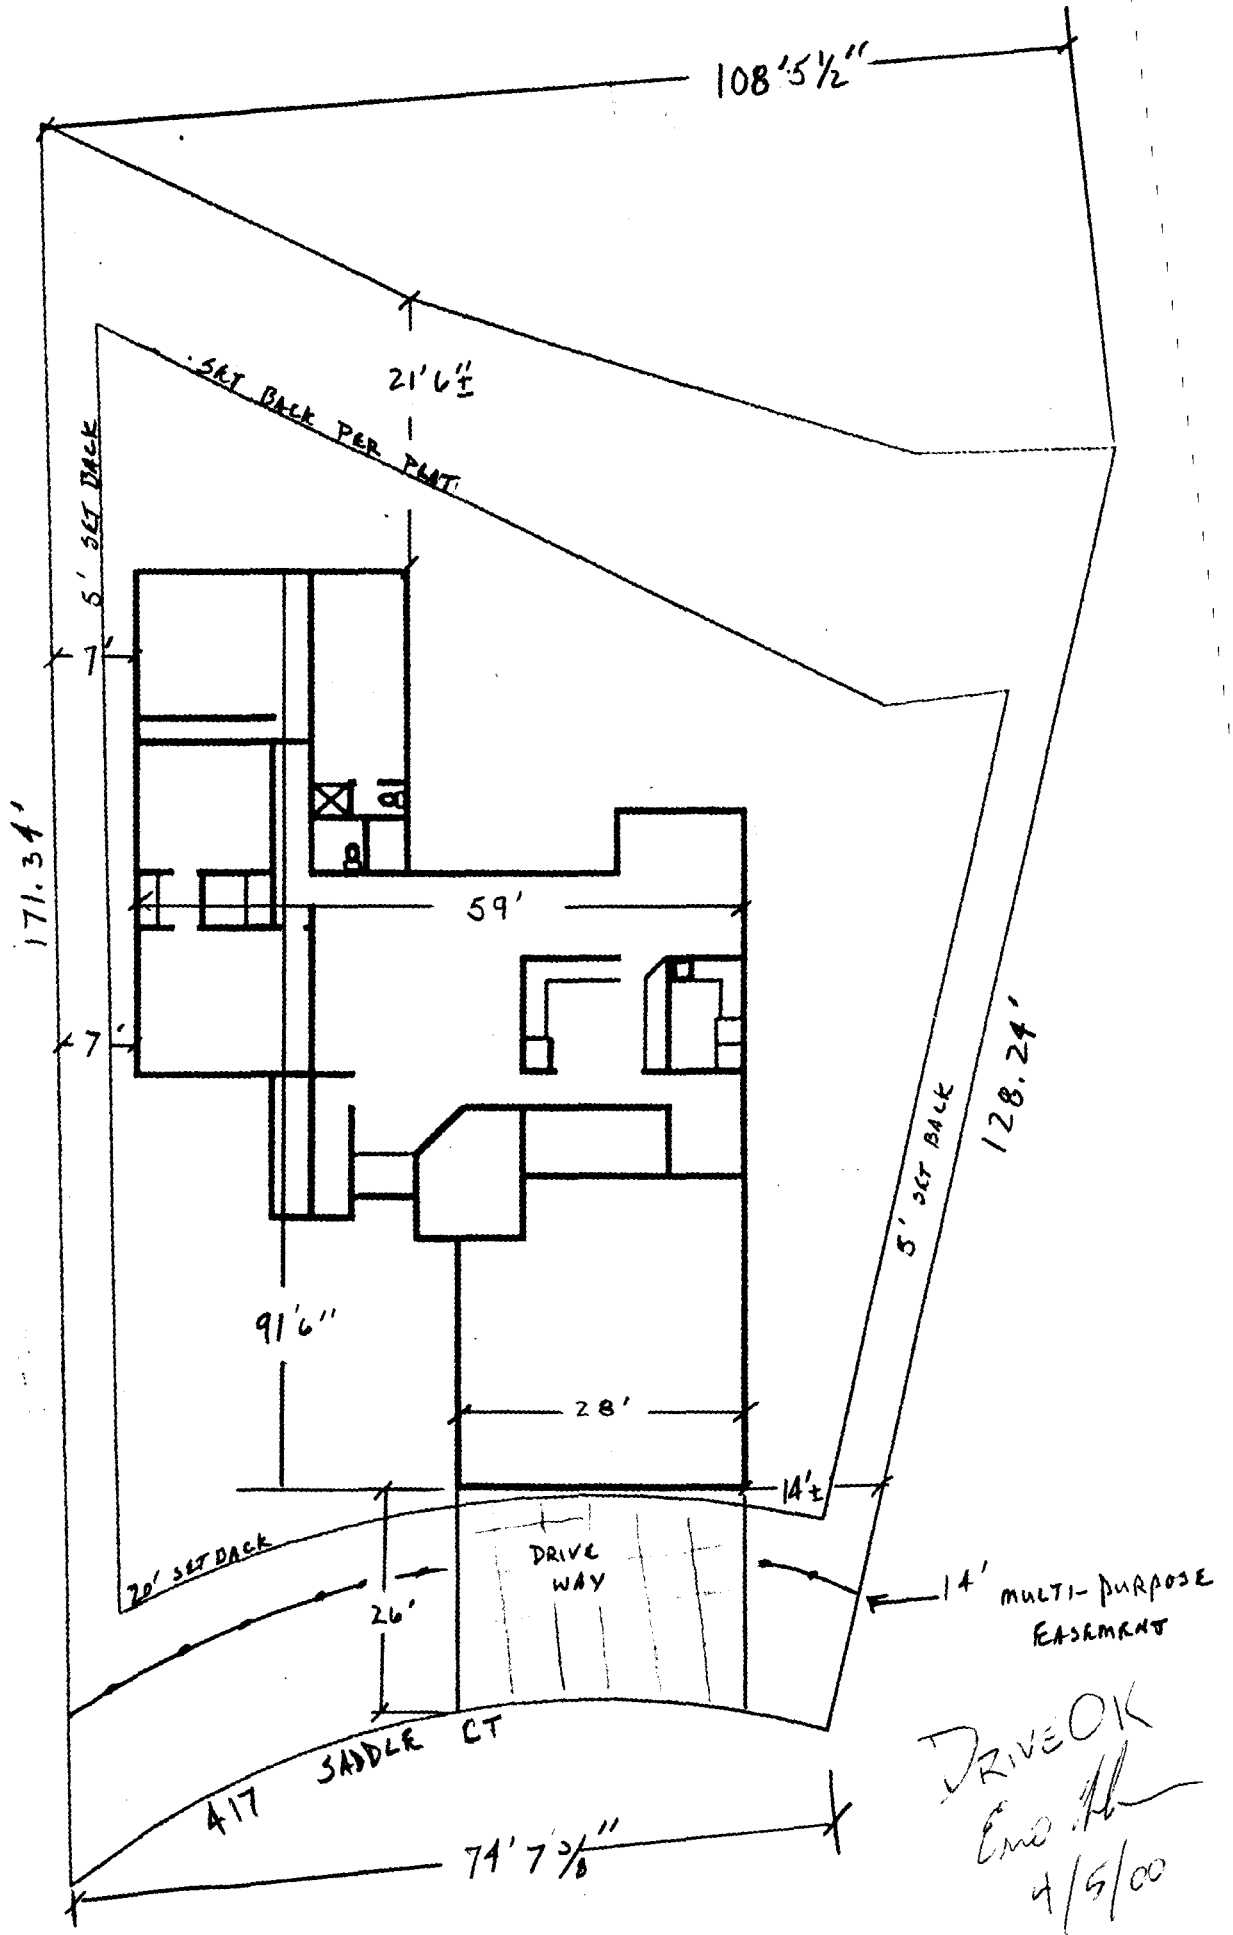 108'5½"
21'6"±
SET BACK PER PLAT
5' SET BACK
7'
171.34'
59'
7'
128.24'
5' SET BACK
91'6"
28'
14'±
20' SET BACK
DRIVE
WAY
26'
14' MULTI-PURPOSE
EASEMENT
417 SADDLE CT
DRIVE OK
4/5/00
74' 7 3/8"